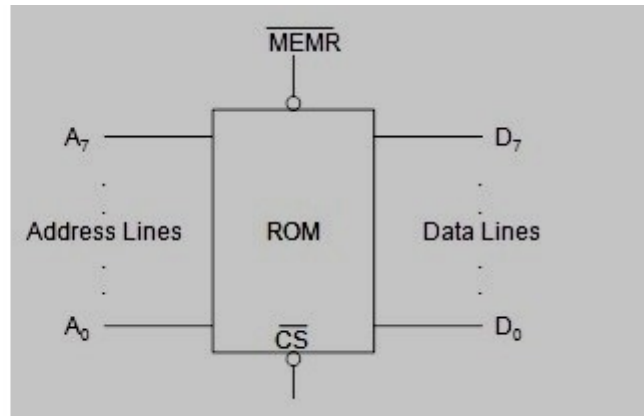 MEMR
A7 D7
Address Lines ROM Data Lines
A0 D0
CS